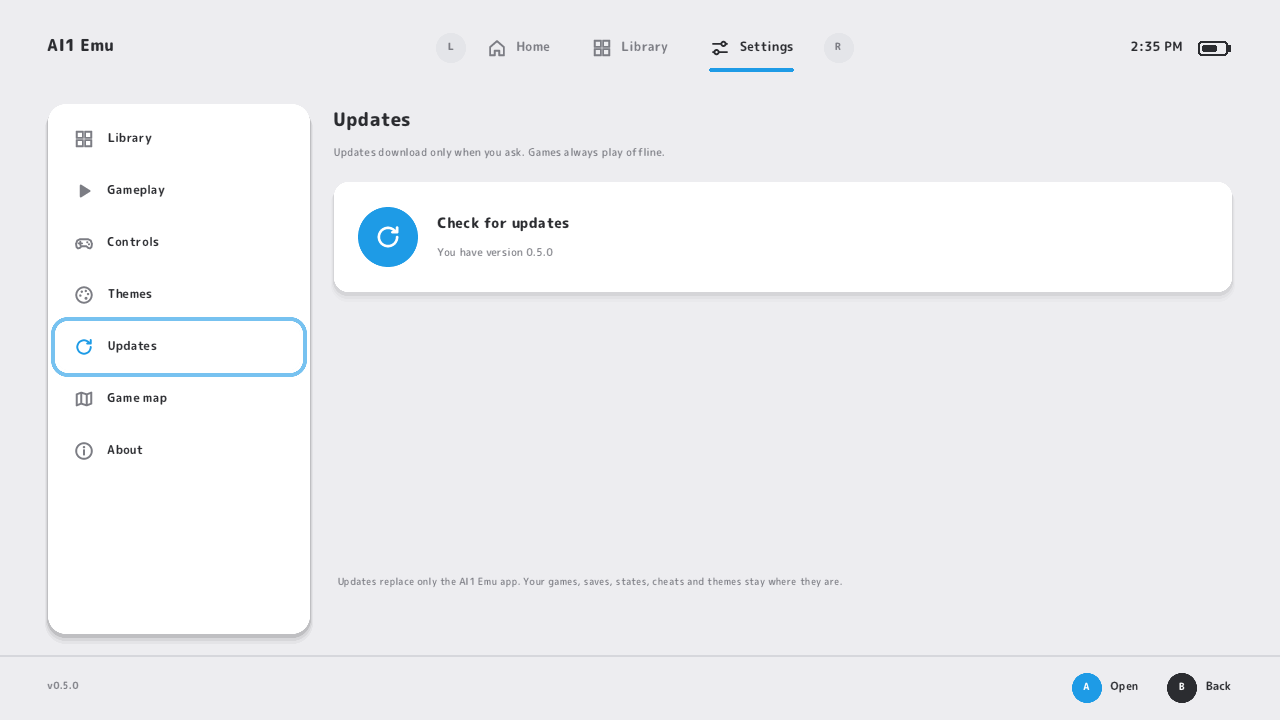 AI1 Emu
L
Home
Library
Settings
R
2:35 PM
Library
Gameplay
Controls
Themes
Updates
Game map
About
Updates
Updates download only when you ask. Games always play offline.
Check for updates
You have version 0.5.0
Updates replace only the AI1 Emu app. Your games, saves, states, cheats and themes stay where they are.
v0.5.0
A Open
B Back